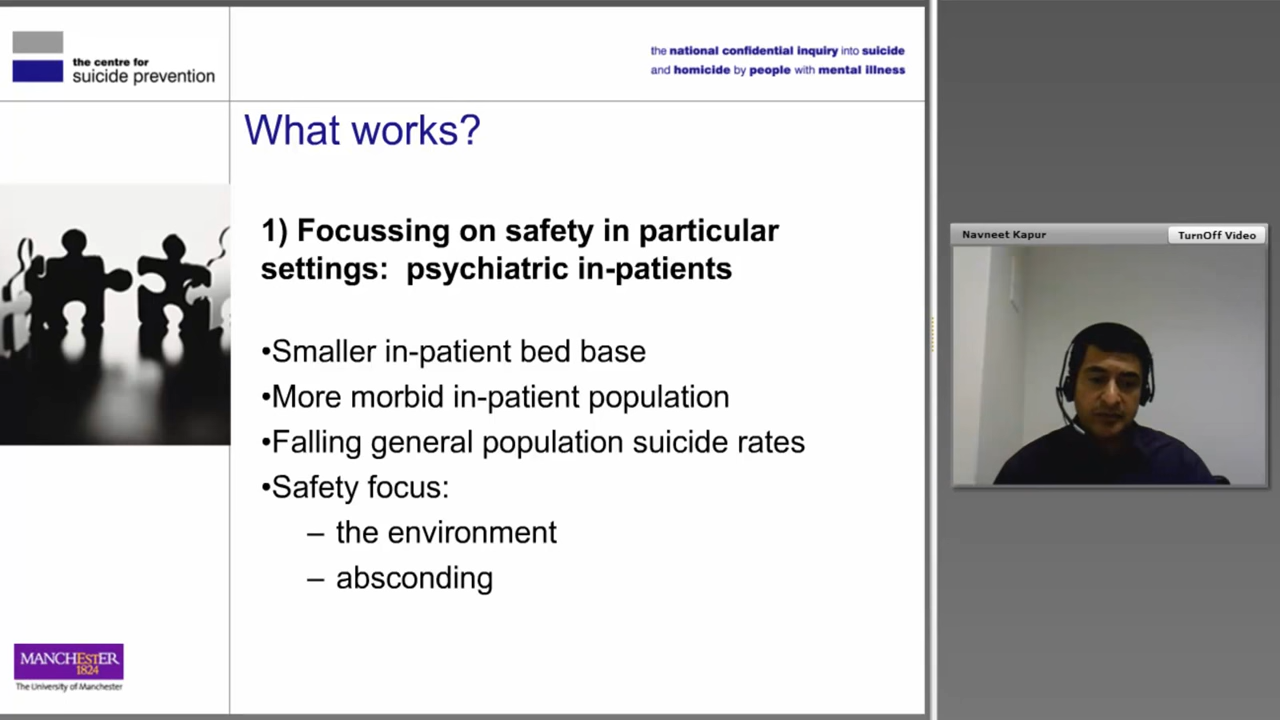 the centre for
suicide prevention
the national confidential inquiry into suicide
and homicide by people with mental illness
What works?
1) Focussing on safety in particular
settings: psychiatric in-patients
•Smaller in-patient bed base
•More morbid in-patient population
•Falling general population suicide rates
•Safety focus:
– the environment
– absconding
MANCHESTER
1824
The University of Manchester
Navneet Kapur
TurnOff Video